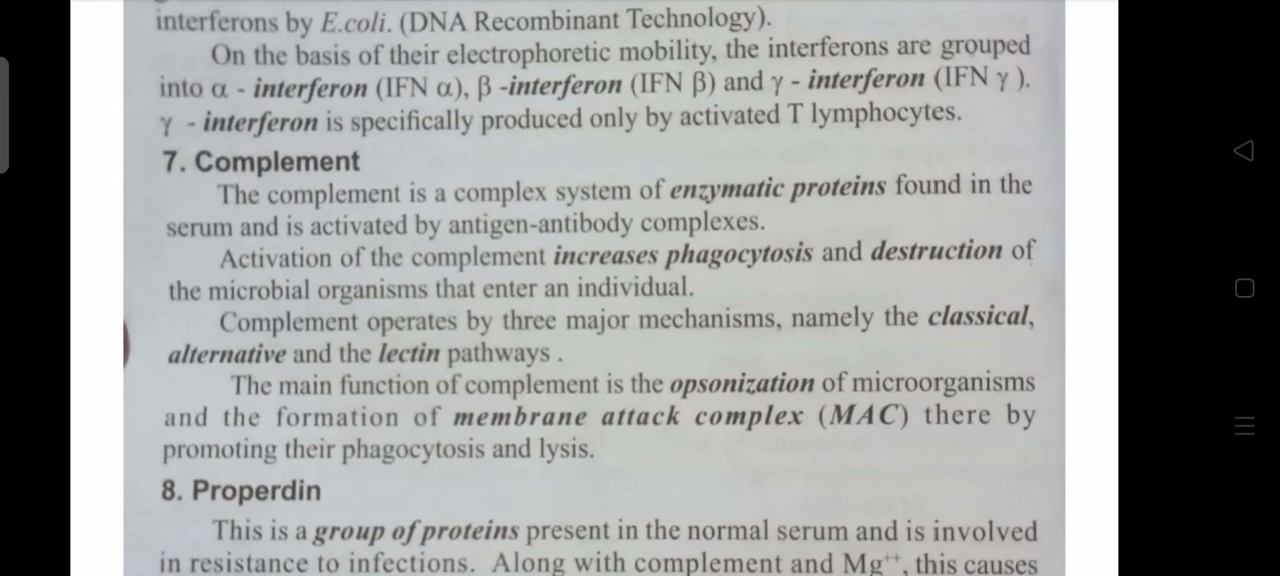 interferons by E.coli. (DNA Recombinant Technology).
On the basis of their electrophoretic mobility, the interferons are grouped
into α - interferon (IFN α), β -interferon (IFN β) and γ - interferon (IFN γ ).
γ - interferon is specifically produced only by activated T lymphocytes.
7. Complement
The complement is a complex system of enzymatic proteins found in the
serum and is activated by antigen-antibody complexes.
Activation of the complement increases phagocytosis and destruction of
the microbial organisms that enter an individual.
Complement operates by three major mechanisms, namely the classical,
alternative and the lectin pathways .
The main function of complement is the opsonization of microorganisms
and the formation of membrane attack complex (MAC) there by
promoting their phagocytosis and lysis.
8. Properdin
This is a group of proteins present in the normal serum and is involved
in resistance to infections. Along with complement and Mg⁺⁺, this causes